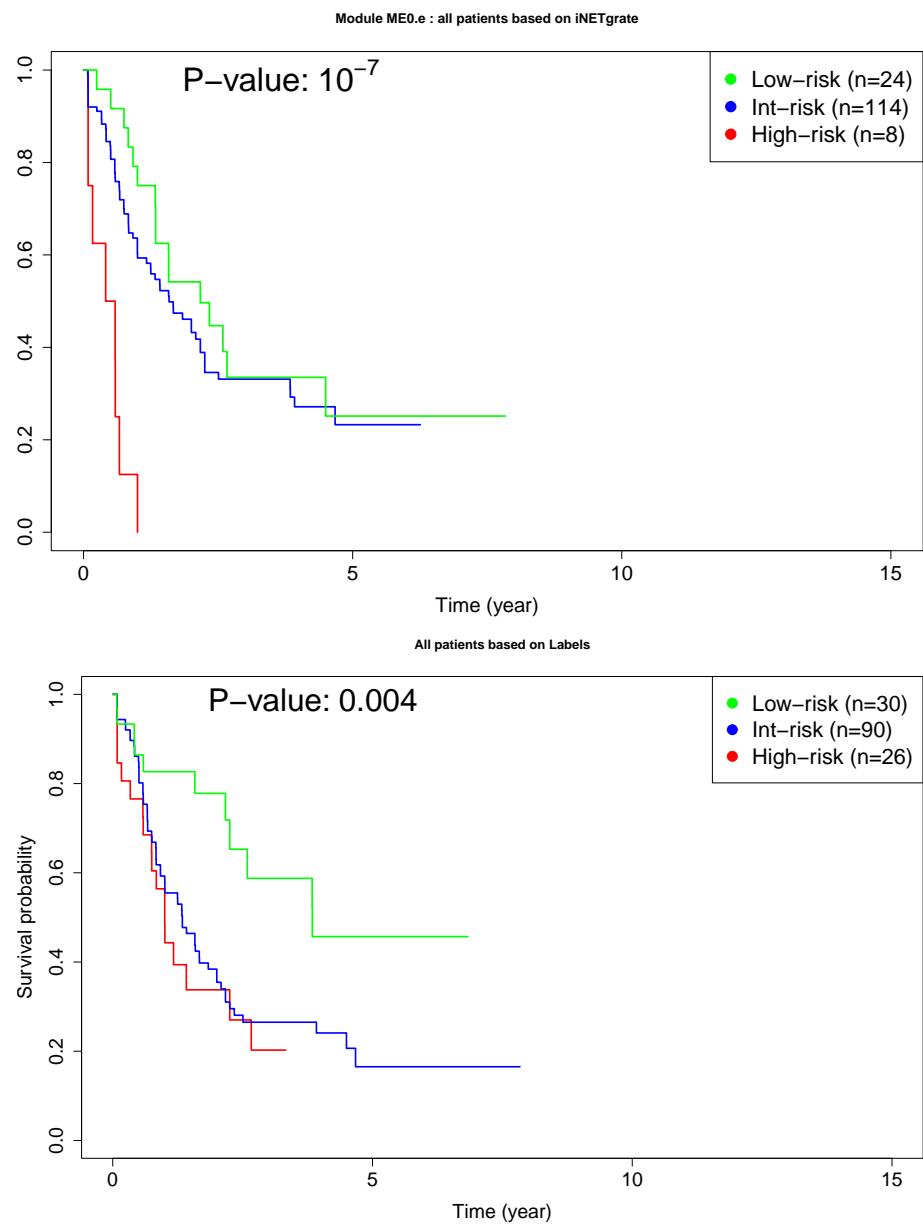 Module ME0.e : all patients based on iNETgrate
P−value: 10⁻⁷
Low−risk (n=24)
Int−risk (n=114)
High−risk (n=8)
1.0
0.8
0.6
0.4
0.2
0.0
0 5 10 15
Time (year)
All patients based on Labels
P−value: 0.004
Low−risk (n=30)
Int−risk (n=90)
High−risk (n=26)
Survival probability
1.0
0.8
0.6
0.4
0.2
0.0
0 5 10 15
Time (year)